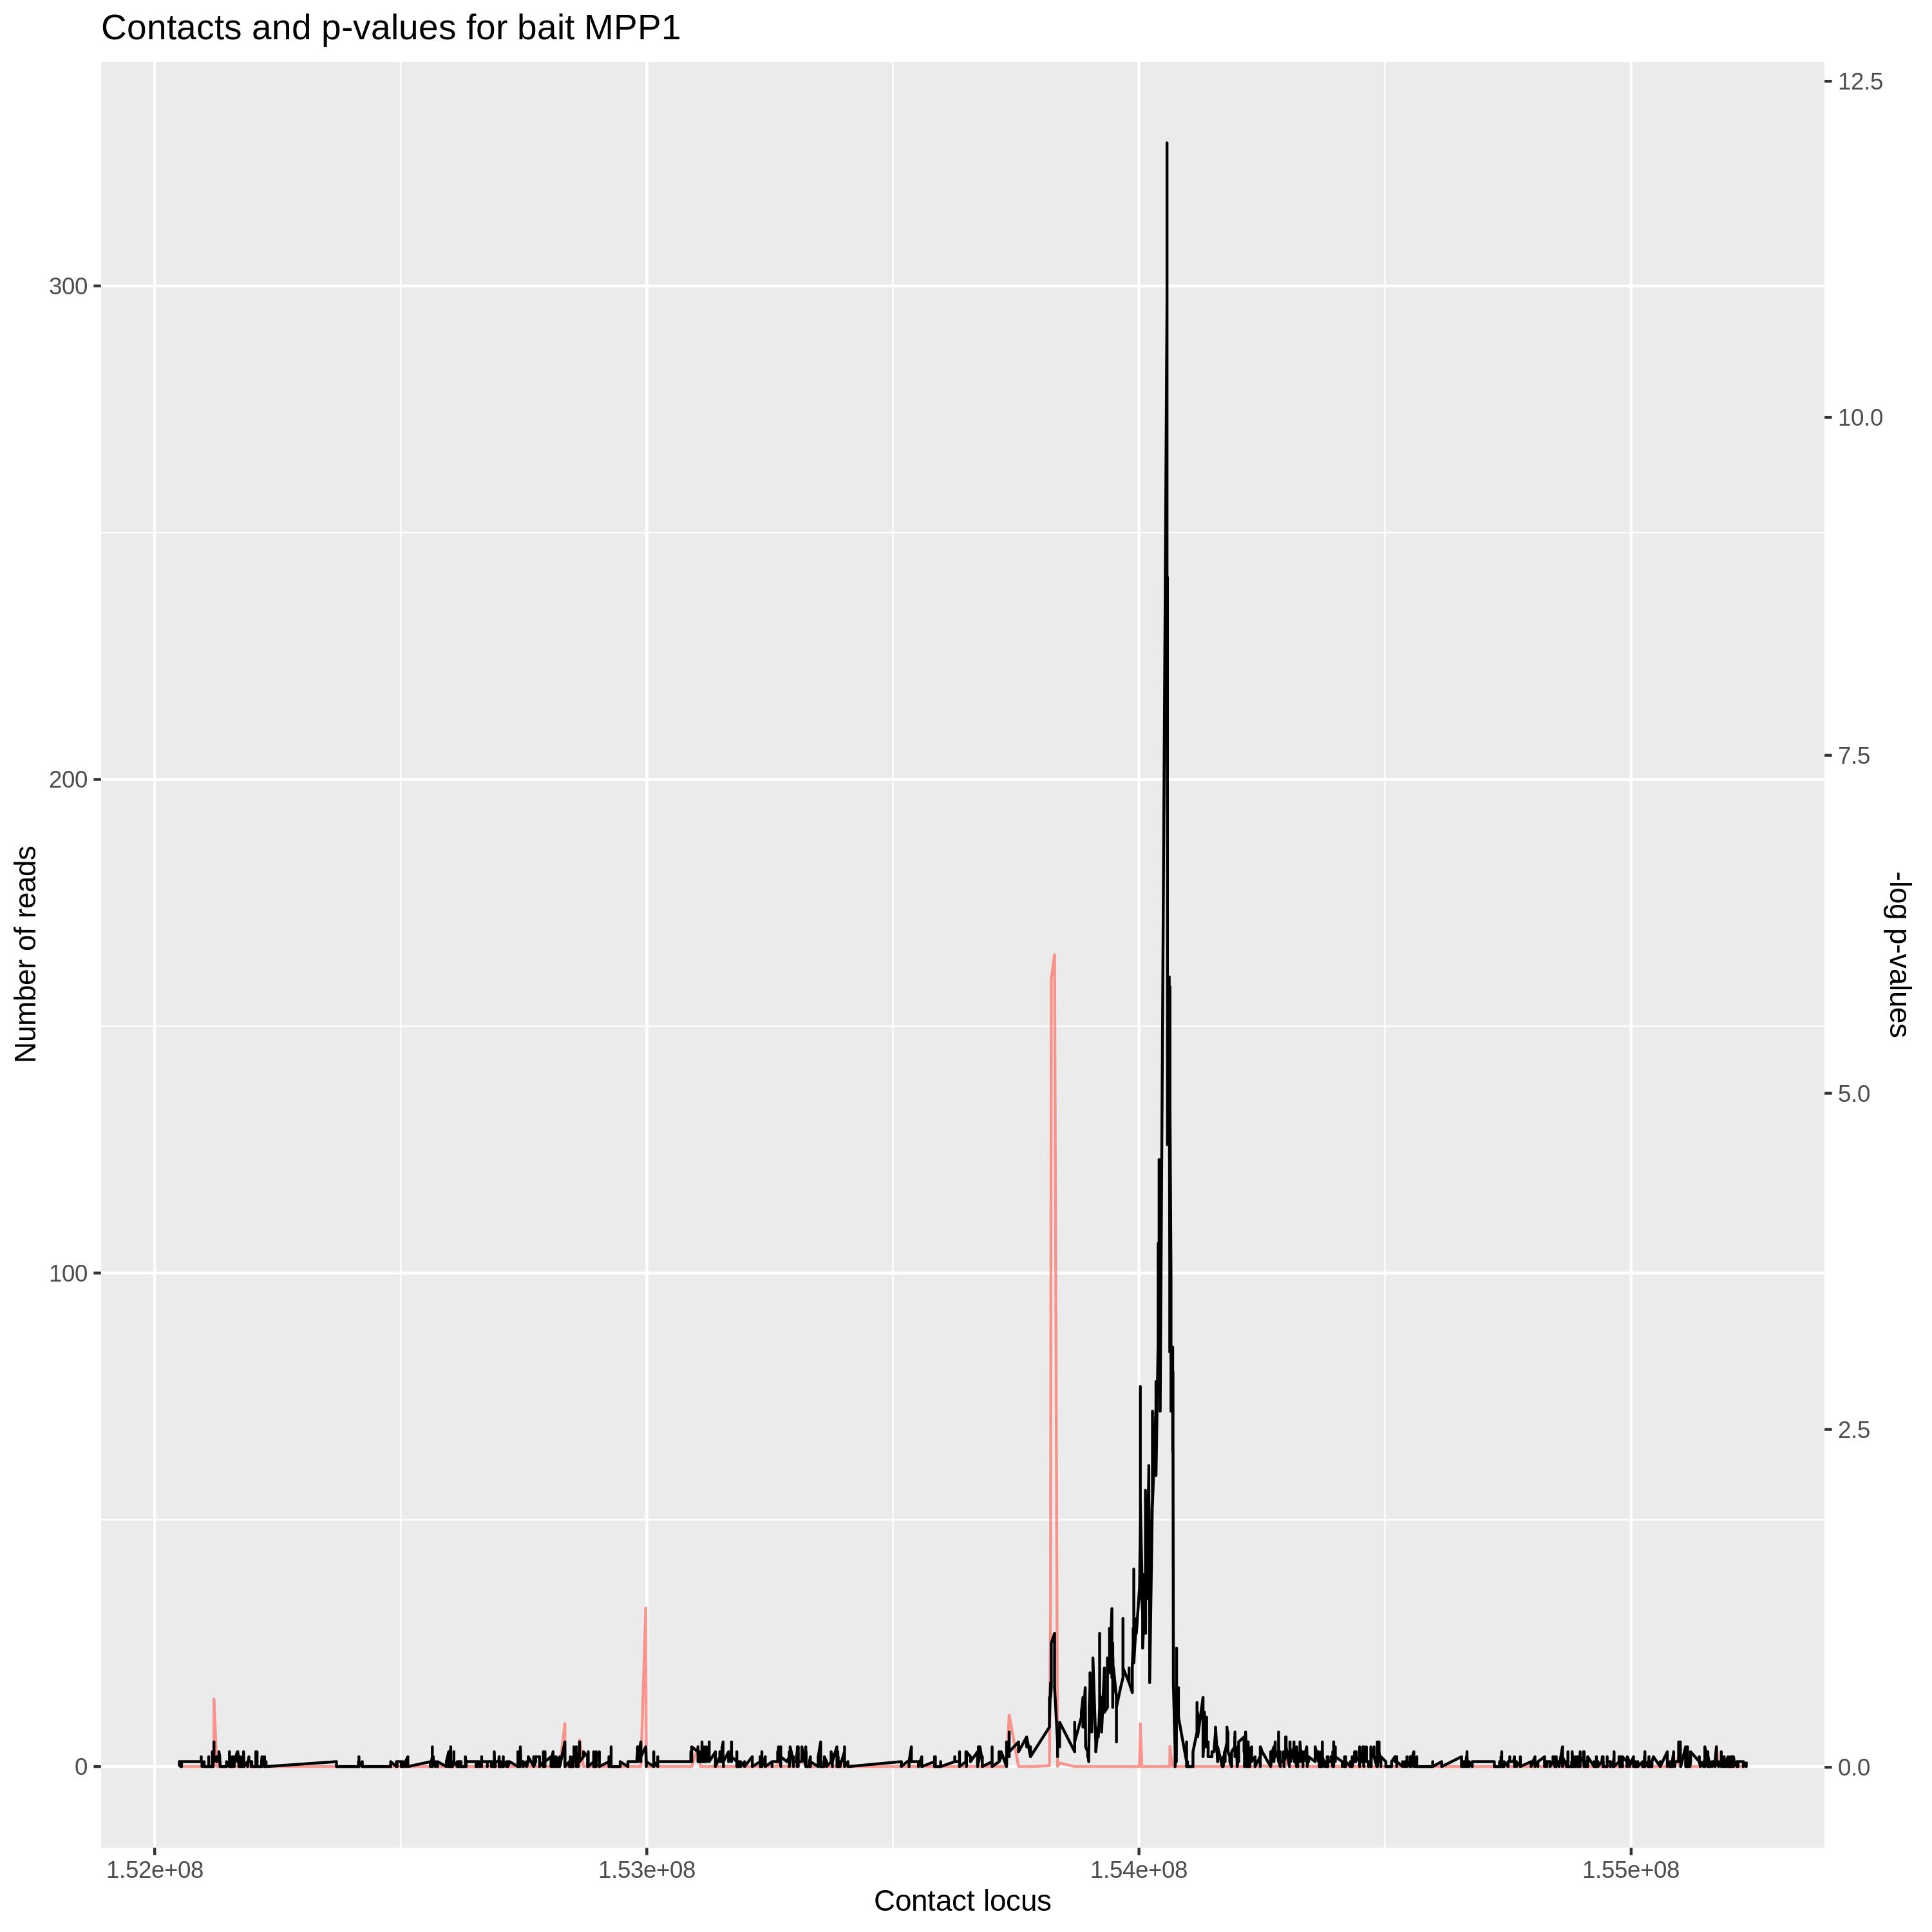 Contacts and p-values for bait MPP1
12.5
300
10.0
200
7.5
Number of reads
-log p-values
5.0
100
2.5
0
0.0
1.52e+08
1.53e+08
1.54e+08
1.55e+08
Contact locus